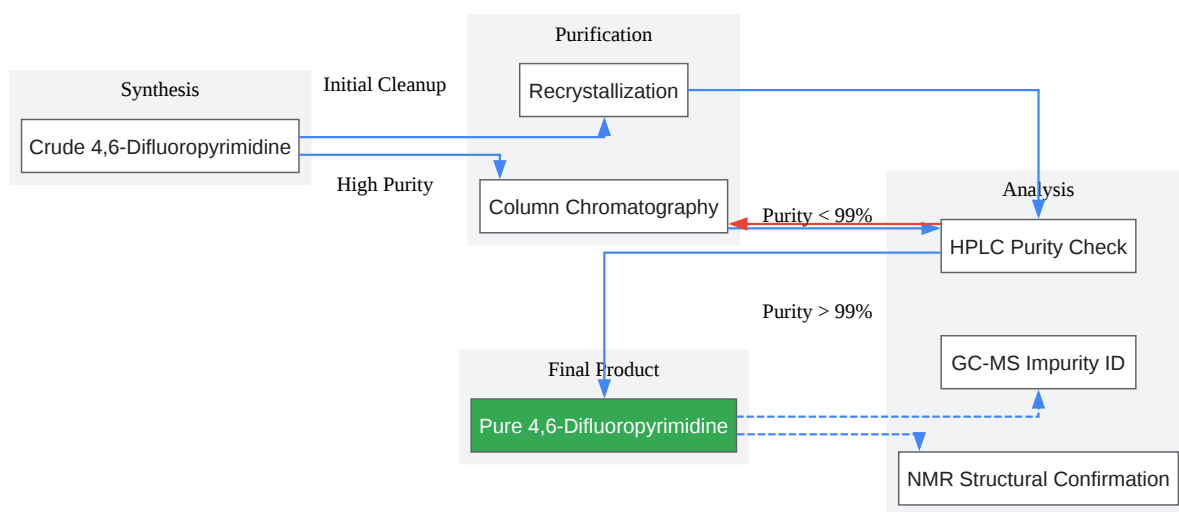 Purification
Synthesis
Initial Cleanup
Recrystallization
Crude 4,6-Difluoropyrimidine
High Purity
Column Chromatography
Analysis
Purity < 99%
HPLC Purity Check
Purity > 99%
Final Product
GC-MS Impurity ID
Pure 4,6-Difluoropyrimidine
NMR Structural Confirmation